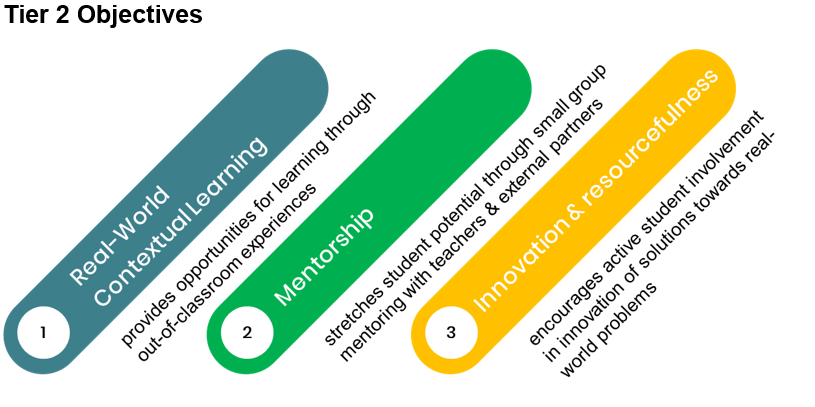 Tier 2 Objectives
1
Real-World
Contextual Learning
provides opportunities for learning through
out-of-classroom experiences
2
Mentorship
stretches student potential through small group
mentoring with teachers & external partners
3
Innovation & resourcefulness
encourages active student involvement
in innovation of solutions towards real-
world problems